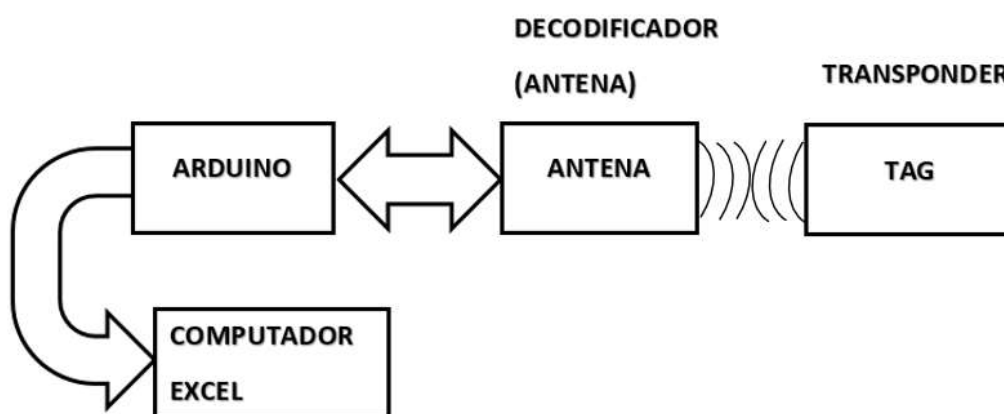 DECODIFICADOR
(ANTENA)
TRANSPONDER
ARDUINO
ANTENA
TAG
COMPUTADOR
EXCEL